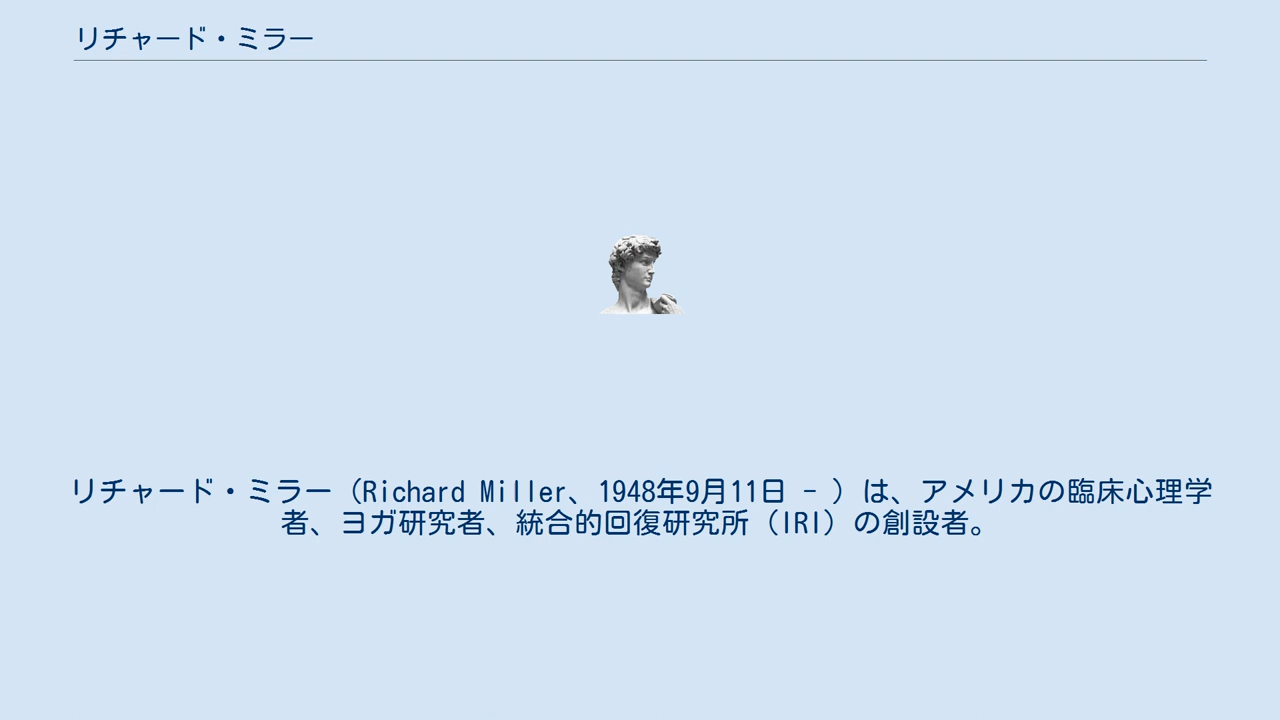 リチャード・ミラー
リチャード・ミラー（Richard Miller、1948年9月11日 - ）は、アメリカの臨床心理学
者、ヨガ研究者、統合的回復研究所（IRI）の創設者。